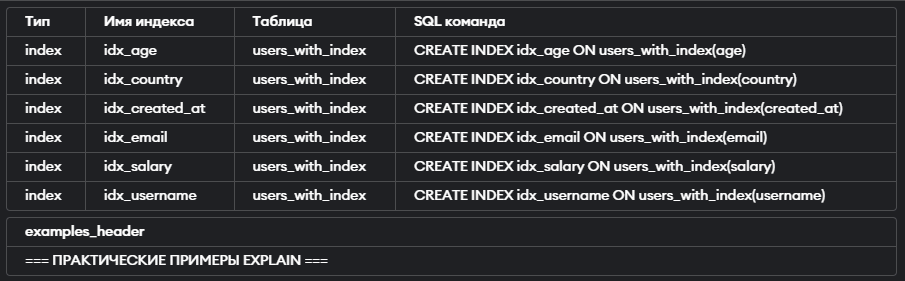 Тип Имя индекса Таблица SQL команда
index idx_age users_with_index CREATE INDEX idx_age ON users_with_index(age)
index idx_country users_with_index CREATE INDEX idx_country ON users_with_index(country)
index idx_created_at users_with_index CREATE INDEX idx_created_at ON users_with_index(created_at)
index idx_email users_with_index CREATE INDEX idx_email ON users_with_index(email)
index idx_salary users_with_index CREATE INDEX idx_salary ON users_with_index(salary)
index idx_username users_with_index CREATE INDEX idx_username ON users_with_index(username)
examples_header
=== ПРАКТИЧЕСКИЕ ПРИМЕРЫ EXPLAIN ===